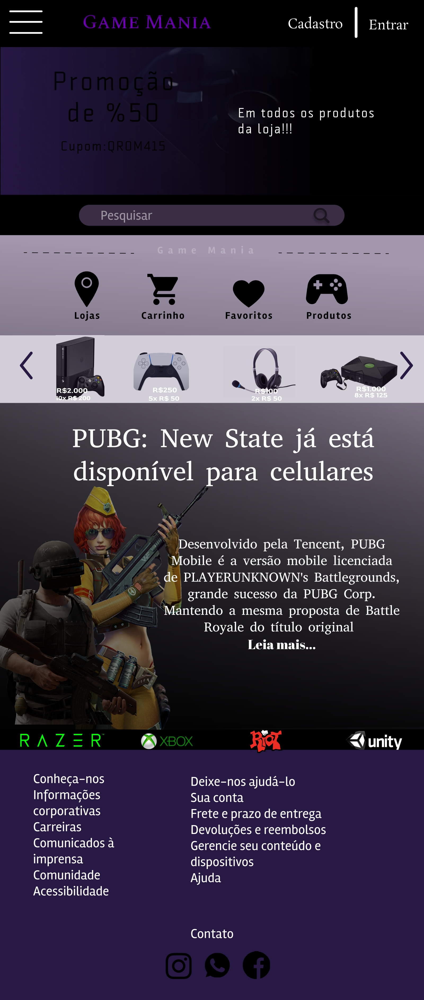 GAME MANIA
Cadastro
Entrar
Promoção
de %50
Cupom:QROM415
Em todos os produtos
da loja!!!
Pesquisar
Game Mania
Lojas
Carrinho
Favoritos
Produtos
R$2.000
10x R$ 200
R$250
5x R$ 50
R$100
2x R$ 50
R$1.000
8x R$ 125
PUBG: New State já está
disponível para celulares
Desenvolvido pela Tencent, PUBG
Mobile é a versão mobile licenciada
de PLAYERUNKNOWN's Battlegrounds,
grande sucesso da PUBG Corp.
Mantendo a mesma proposta de Battle
Royale do título original
Leia mais...
RAZER™
XBOX
RIOT
unity
Conheça-nos
Informações
corporativas
Carreiras
Comunicados à
imprensa
Comunidade
Acessibilidade
Deixe-nos ajudá-lo
Sua conta
Frete e prazo de entrega
Devoluções e reembolsos
Gerencie seu conteúdo e
dispositivos
Ajuda
Contato